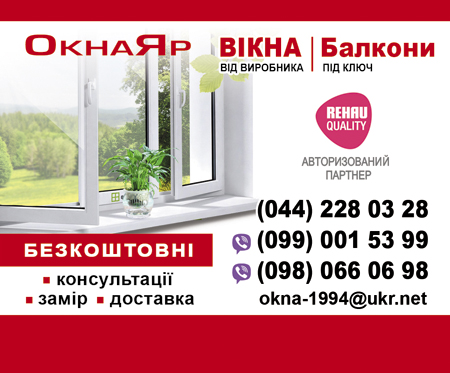 ОкнаЯр
ВІКНА | Балкони
ВІД ВИРОБНИКА | ПІД КЛЮЧ
REHAU
QUALITY
АВТОРИЗОВАНИЙ
ПАРТНЕР
(044) 228 03 28
(099) 001 53 99
(098) 066 06 98
okna-1994@ukr.net
БЕЗКОШТОВНІ
▪ консультації
▪ замір ▪ доставка